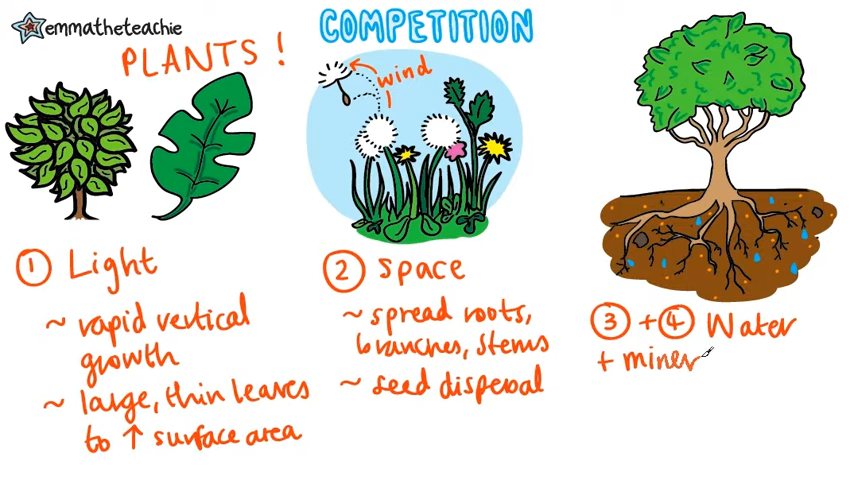 emmatheteachie
COMPETITION
PLANTS !
wind
1 Light
~ rapid vertical
growth
~ large, thin leaves
to ↑ surface area
2 Space
~ spread roots,
branches, stems
~ seed dispersal
3 + 4 Water
+ miner